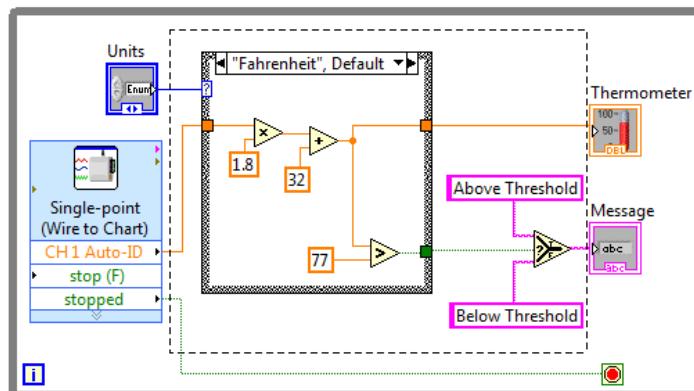 Units
"Fahrenheit", Default
Enum
?
Thermometer
100
50
0
DBL
×
+
1.8
32
Single-point
(Wire to Chart)
CH 1 Auto-ID
stop (F)
stopped
Above Threshold
Message
77
>
?
T
F
abc
abc
Below Threshold
i